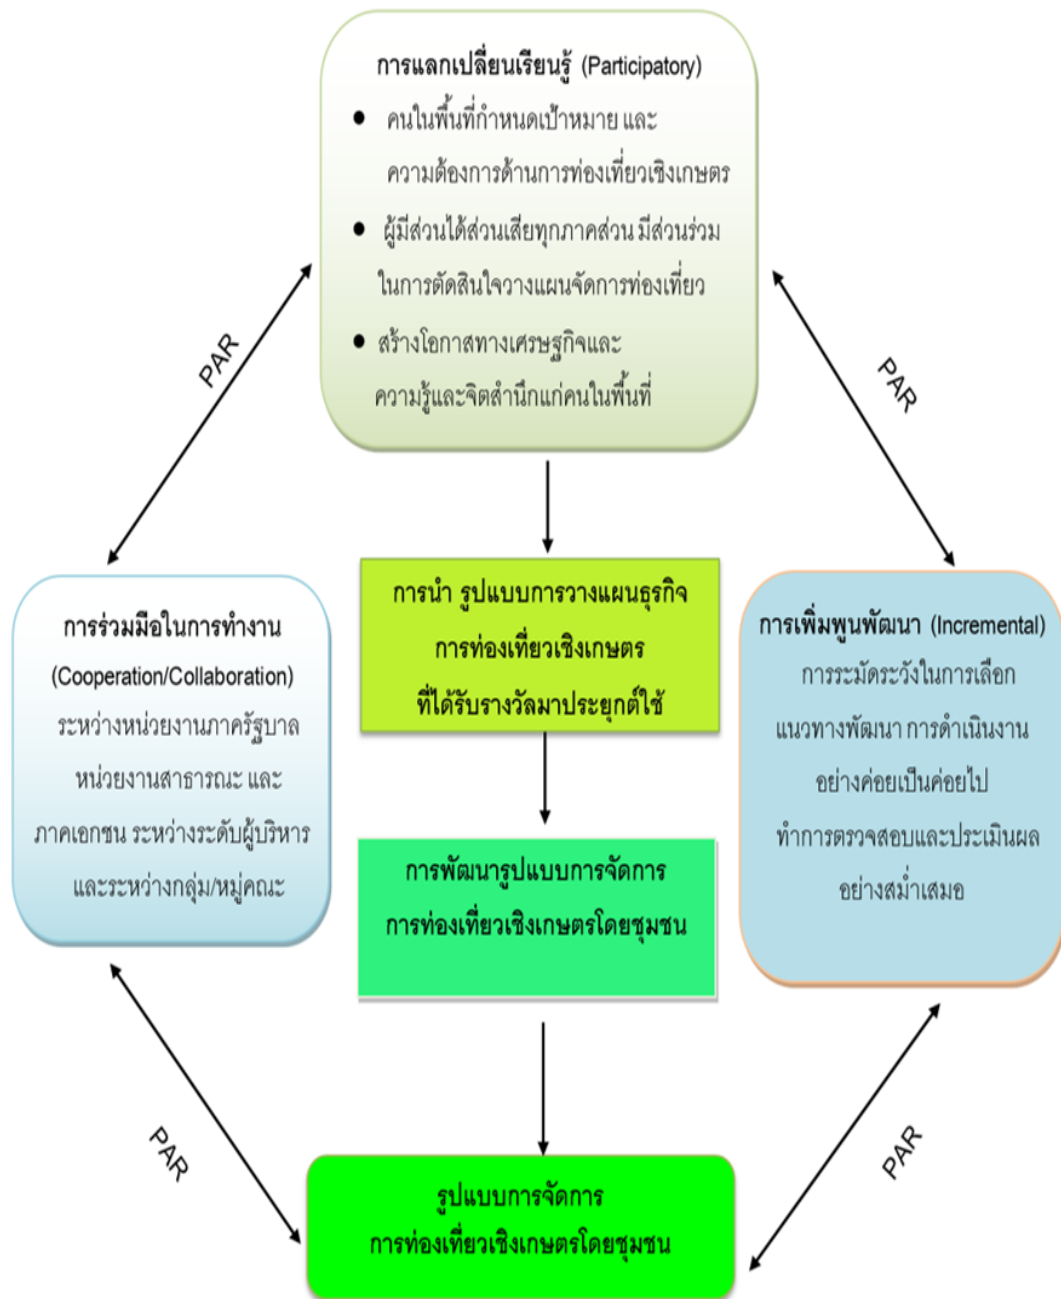 การแลกเปลี่ยนเรียนรู้ (Participatory)
● คนในพื้นที่กำหนดเป้าหมาย และ
ความต้องการด้านการท่องเที่ยวเชิงเกษตร
● ผู้มีส่วนได้ส่วนเสียทุกภาคส่วน มีส่วนร่วม
ในการตัดสินใจวางแผนจัดการท่องเที่ยว
● สร้างโอกาสทางเศรษฐกิจและ
ความรู้และจิตสำนึกแก่คนในพื้นที่
PAR
PAR
การร่วมมือในการทำงาน
(Cooperation/Collaboration)
ระหว่างหน่วยงานภาครัฐบาล
หน่วยงานสาธารณะ และ
ภาคเอกชน ระหว่างระดับผู้บริหาร
และระหว่างกลุ่ม/หมู่คณะ
การนำ รูปแบบการวางแผนธุรกิจ
การท่องเที่ยวเชิงเกษตร
ที่ได้รับรางวัลมาประยุกต์ใช้
การเพิ่มพูนพัฒนา (Incremental)
การระมัดระวังในการเลือก
แนวทางพัฒนา การดำเนินงาน
อย่างค่อยเป็นค่อยไป
ทำการตรวจสอบและประเมินผล
อย่างสม่ำเสมอ
การพัฒนารูปแบบการจัดการ
การท่องเที่ยวเชิงเกษตรโดยชุมชน
PAR
PAR
รูปแบบการจัดการ
การท่องเที่ยวเชิงเกษตรโดยชุมชน